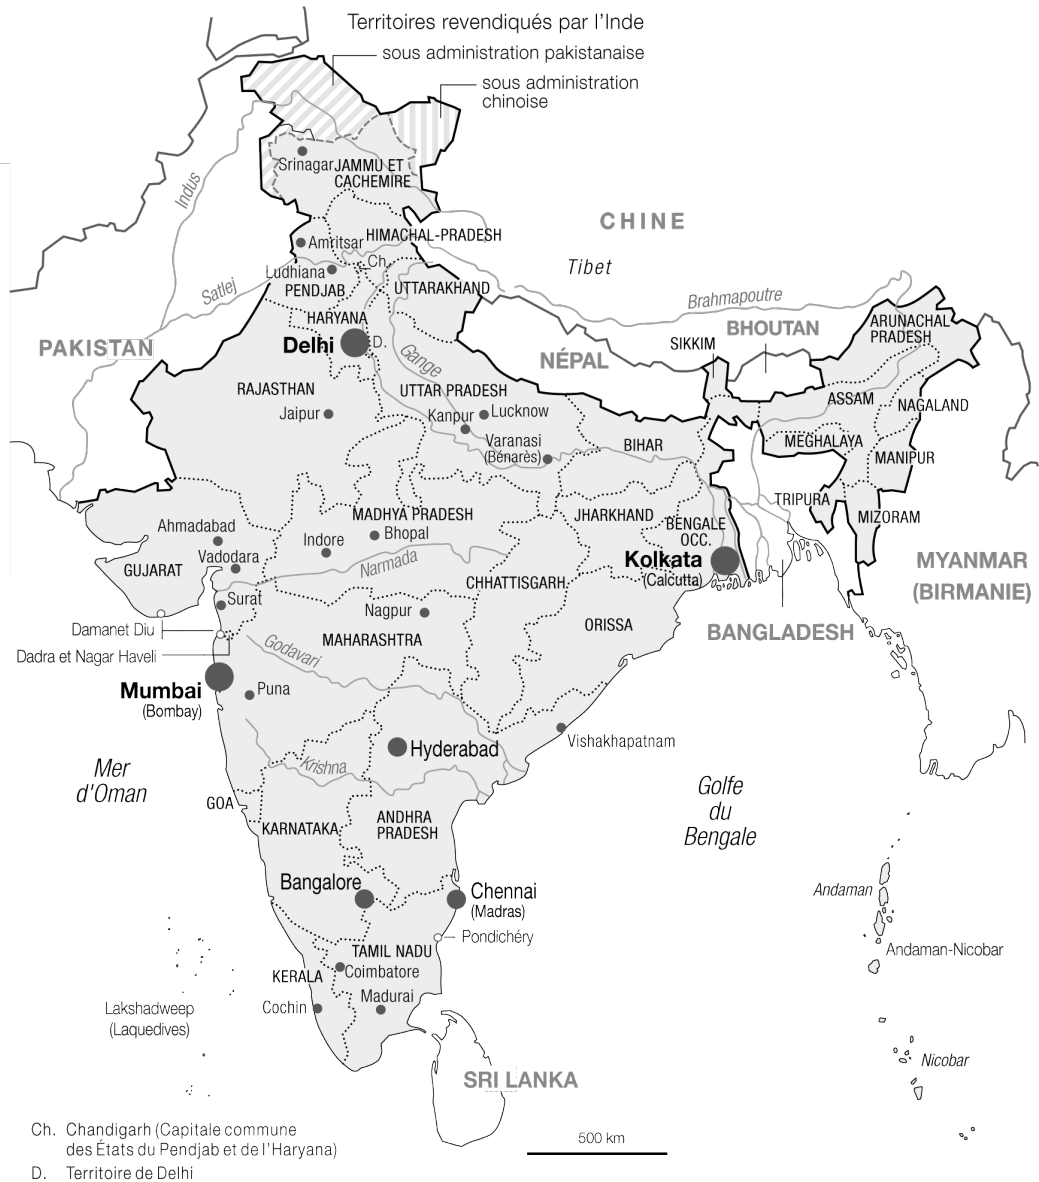 Territoires revendiqués par l'Inde
sous administration pakistanaise
sous administration
chinoise
Srinagar
JAMMU ET
CACHEMIRE
Indus
CHINE
Amritsar
HIMACHAL-PRADESH
Ch.
Ludhiana
Tibet
Satlej
PENDJAB
UTTARAKHAND
Brahmapoutre
HARYANA
ARUNACHAL
PRADESH
BHOUTAN
PAKISTAN
Delhi
D.
SIKKIM
Gange
NÉPAL
RAJASTHAN
UTTAR PRADESH
ASSAM
NAGALAND
Jaipur
Kanpur
Lucknow
Varanasi
(Bénarès)
BIHAR
MEGHALAYA
MANIPUR
TRIPURA
MIZORAM
Ahmadabad
MADHYA PRADESH
JHARKHAND
BENGALE
OCC.
Indore
Bhopal
Vadodara
Narmada
Kolkata
(Calcutta)
GUJARAT
CHHATTISGARH
MYANMAR
(BIRMANIE)
Surat
Nagpur
Damanet Diu
ORISSA
BANGLADESH
MAHARASHTRA
Godavari
Dadra et Nagar Haveli
Mumbai
(Bombay)
Puna
Hyderabad
Vishakhapatnam
Mer
d'Oman
Krishna
Golfe
du
Bengale
GOA
KARNATAKA
ANDHRA
PRADESH
Bangalore
Chennai
(Madras)
Andaman
Pondichéry
Andaman-Nicobar
TAMIL NADU
KERALA
Coimbatore
Madurai
Cochin
Lakshadweep
(Laquedives)
Nicobar
SRI LANKA
Ch. Chandigarh (Capitale commune
des États du Pendjab et de l'Haryana)
D. Territoire de Delhi
500 km